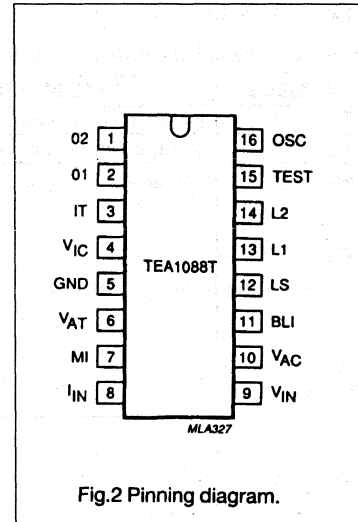 02 1
01 2
IT 3
VIC 4
GND 5
VAT 6
MI 7
IIN 8
TEA1088T
16 OSC
15 TEST
14 L2
13 L1
12 LS
11 BLI
10 VAC
9 VIN
MLA327
Fig.2 Pinning diagram.